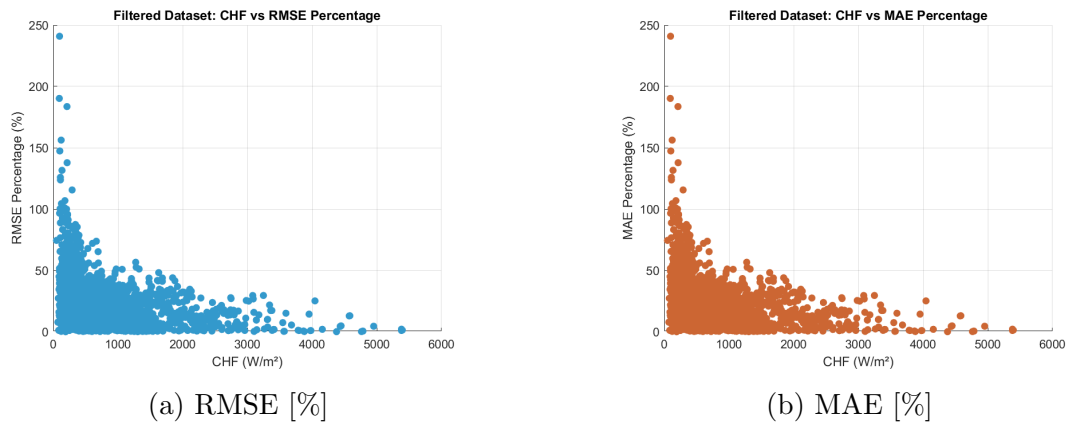 Filtered Dataset: CHF vs RMSE Percentage
250
200
150
100
50
0
RMSE Percentage (%)
0 1000 2000 3000 4000 5000 6000
CHF (W/m²)
(a) RMSE [%]
Filtered Dataset: CHF vs MAE Percentage
250
200
150
100
50
0
MAE Percentage (%)
0 1000 2000 3000 4000 5000 6000
CHF (W/m²)
(b) MAE [%]